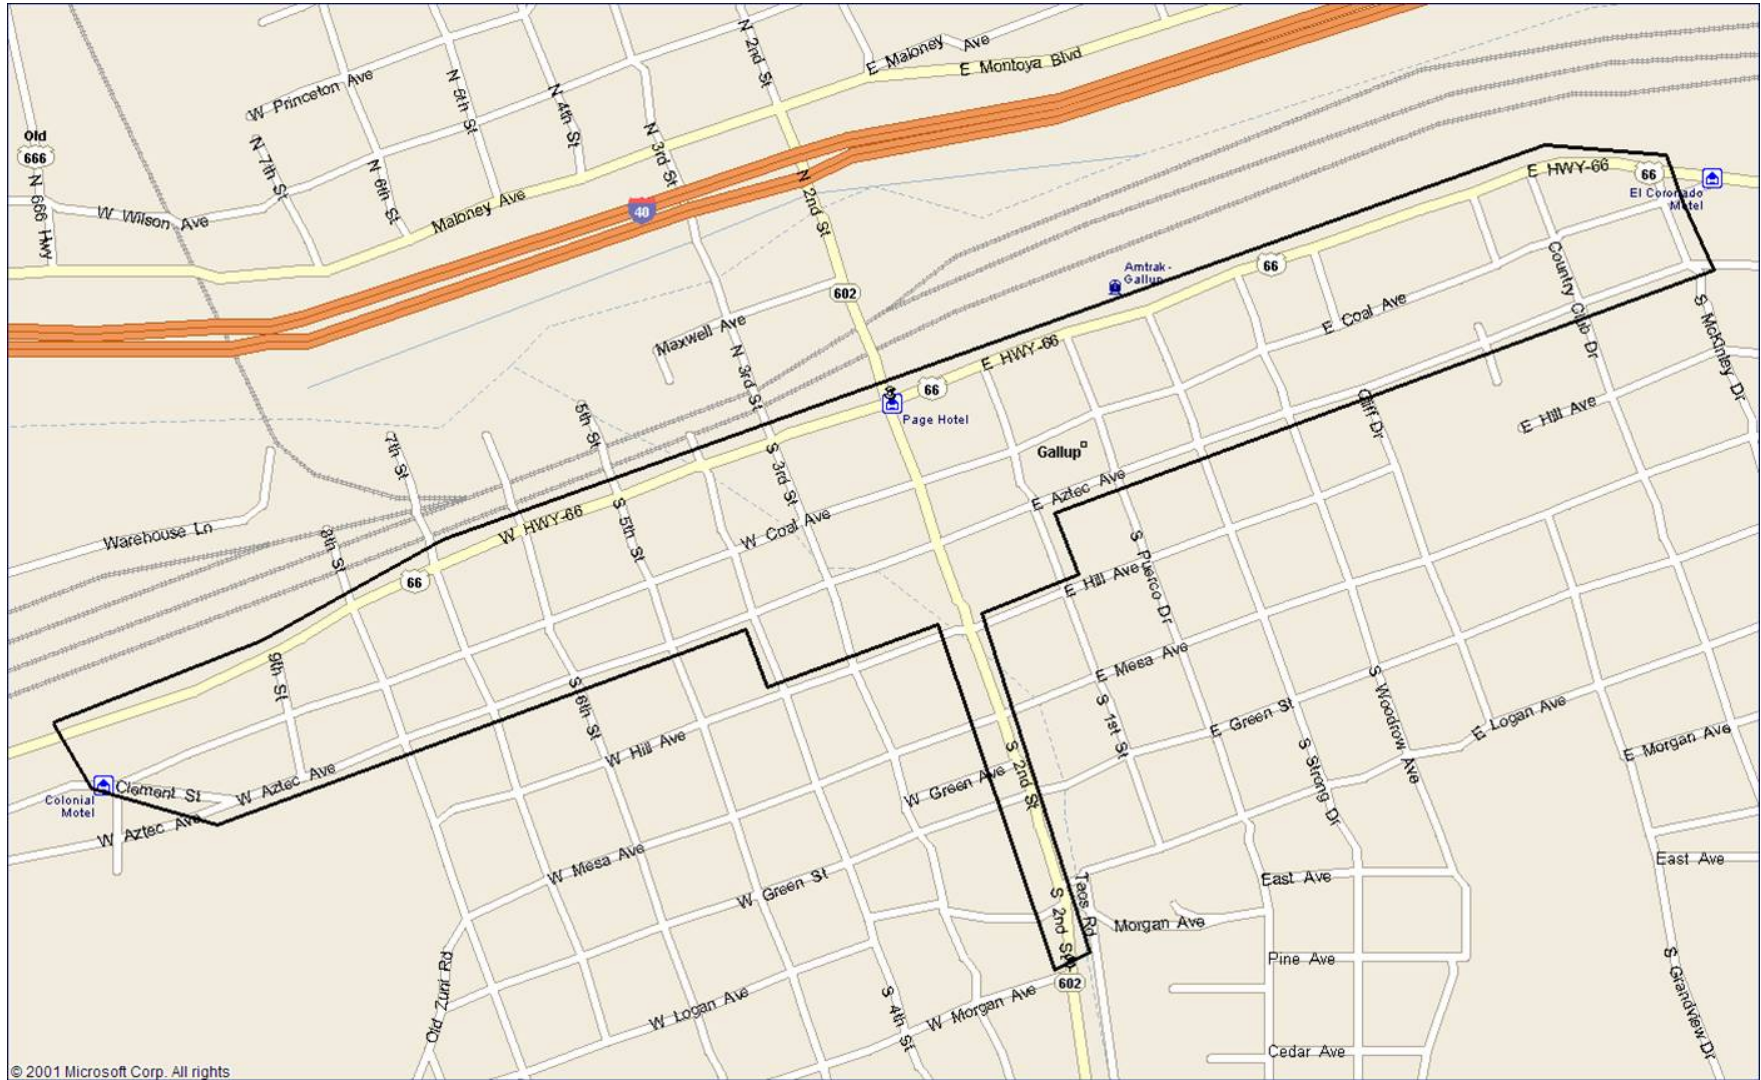 N 2nd St
E Maloney Ave
E Montoya Blvd
W Princeton Ave
N 5th St
N 4th St
Old
666
N 7th St
N 3rd St
N 6th St
N 666 Hwy
W Wilson Ave
Maloney Ave
40
N 2nd St
E HWY-66
66
El Coronado
Motel
Amtrak-
Gallup
66
Country Club Dr
602
Maxwell Ave
E Coal Ave
S McKinley Dr
N 3rd St
E HWY-66
66
Page Hotel
Cliff Dr
E Hill Ave
5th St
7th St
S 3rd St
Gallup
E Aztec Ave
W HWY-66
S 5th St
W Coal Ave
Warehouse Ln
8th St
66
S Puerco Dr
E Hill Ave
9th St
E Mesa Ave
S 6th St
S 1st St
S Woodrow Ave
E Green St
E Logan Ave
W Hill Ave
S 2nd St
E Morgan Ave
S Strong Dr
Clement St
W Aztec Ave
W Green Ave
Colonial
Motel
W Aztec Ave
W Mesa Ave
W Green St
East Ave
East Ave
Taos Rd
S 2nd St
Morgan Ave
Old Zuni Rd
Pine Ave
602
S Grandview Dr
W Logan Ave
S 4th St
W Morgan Ave
Cedar Ave
© 2001 Microsoft Corp. All rights